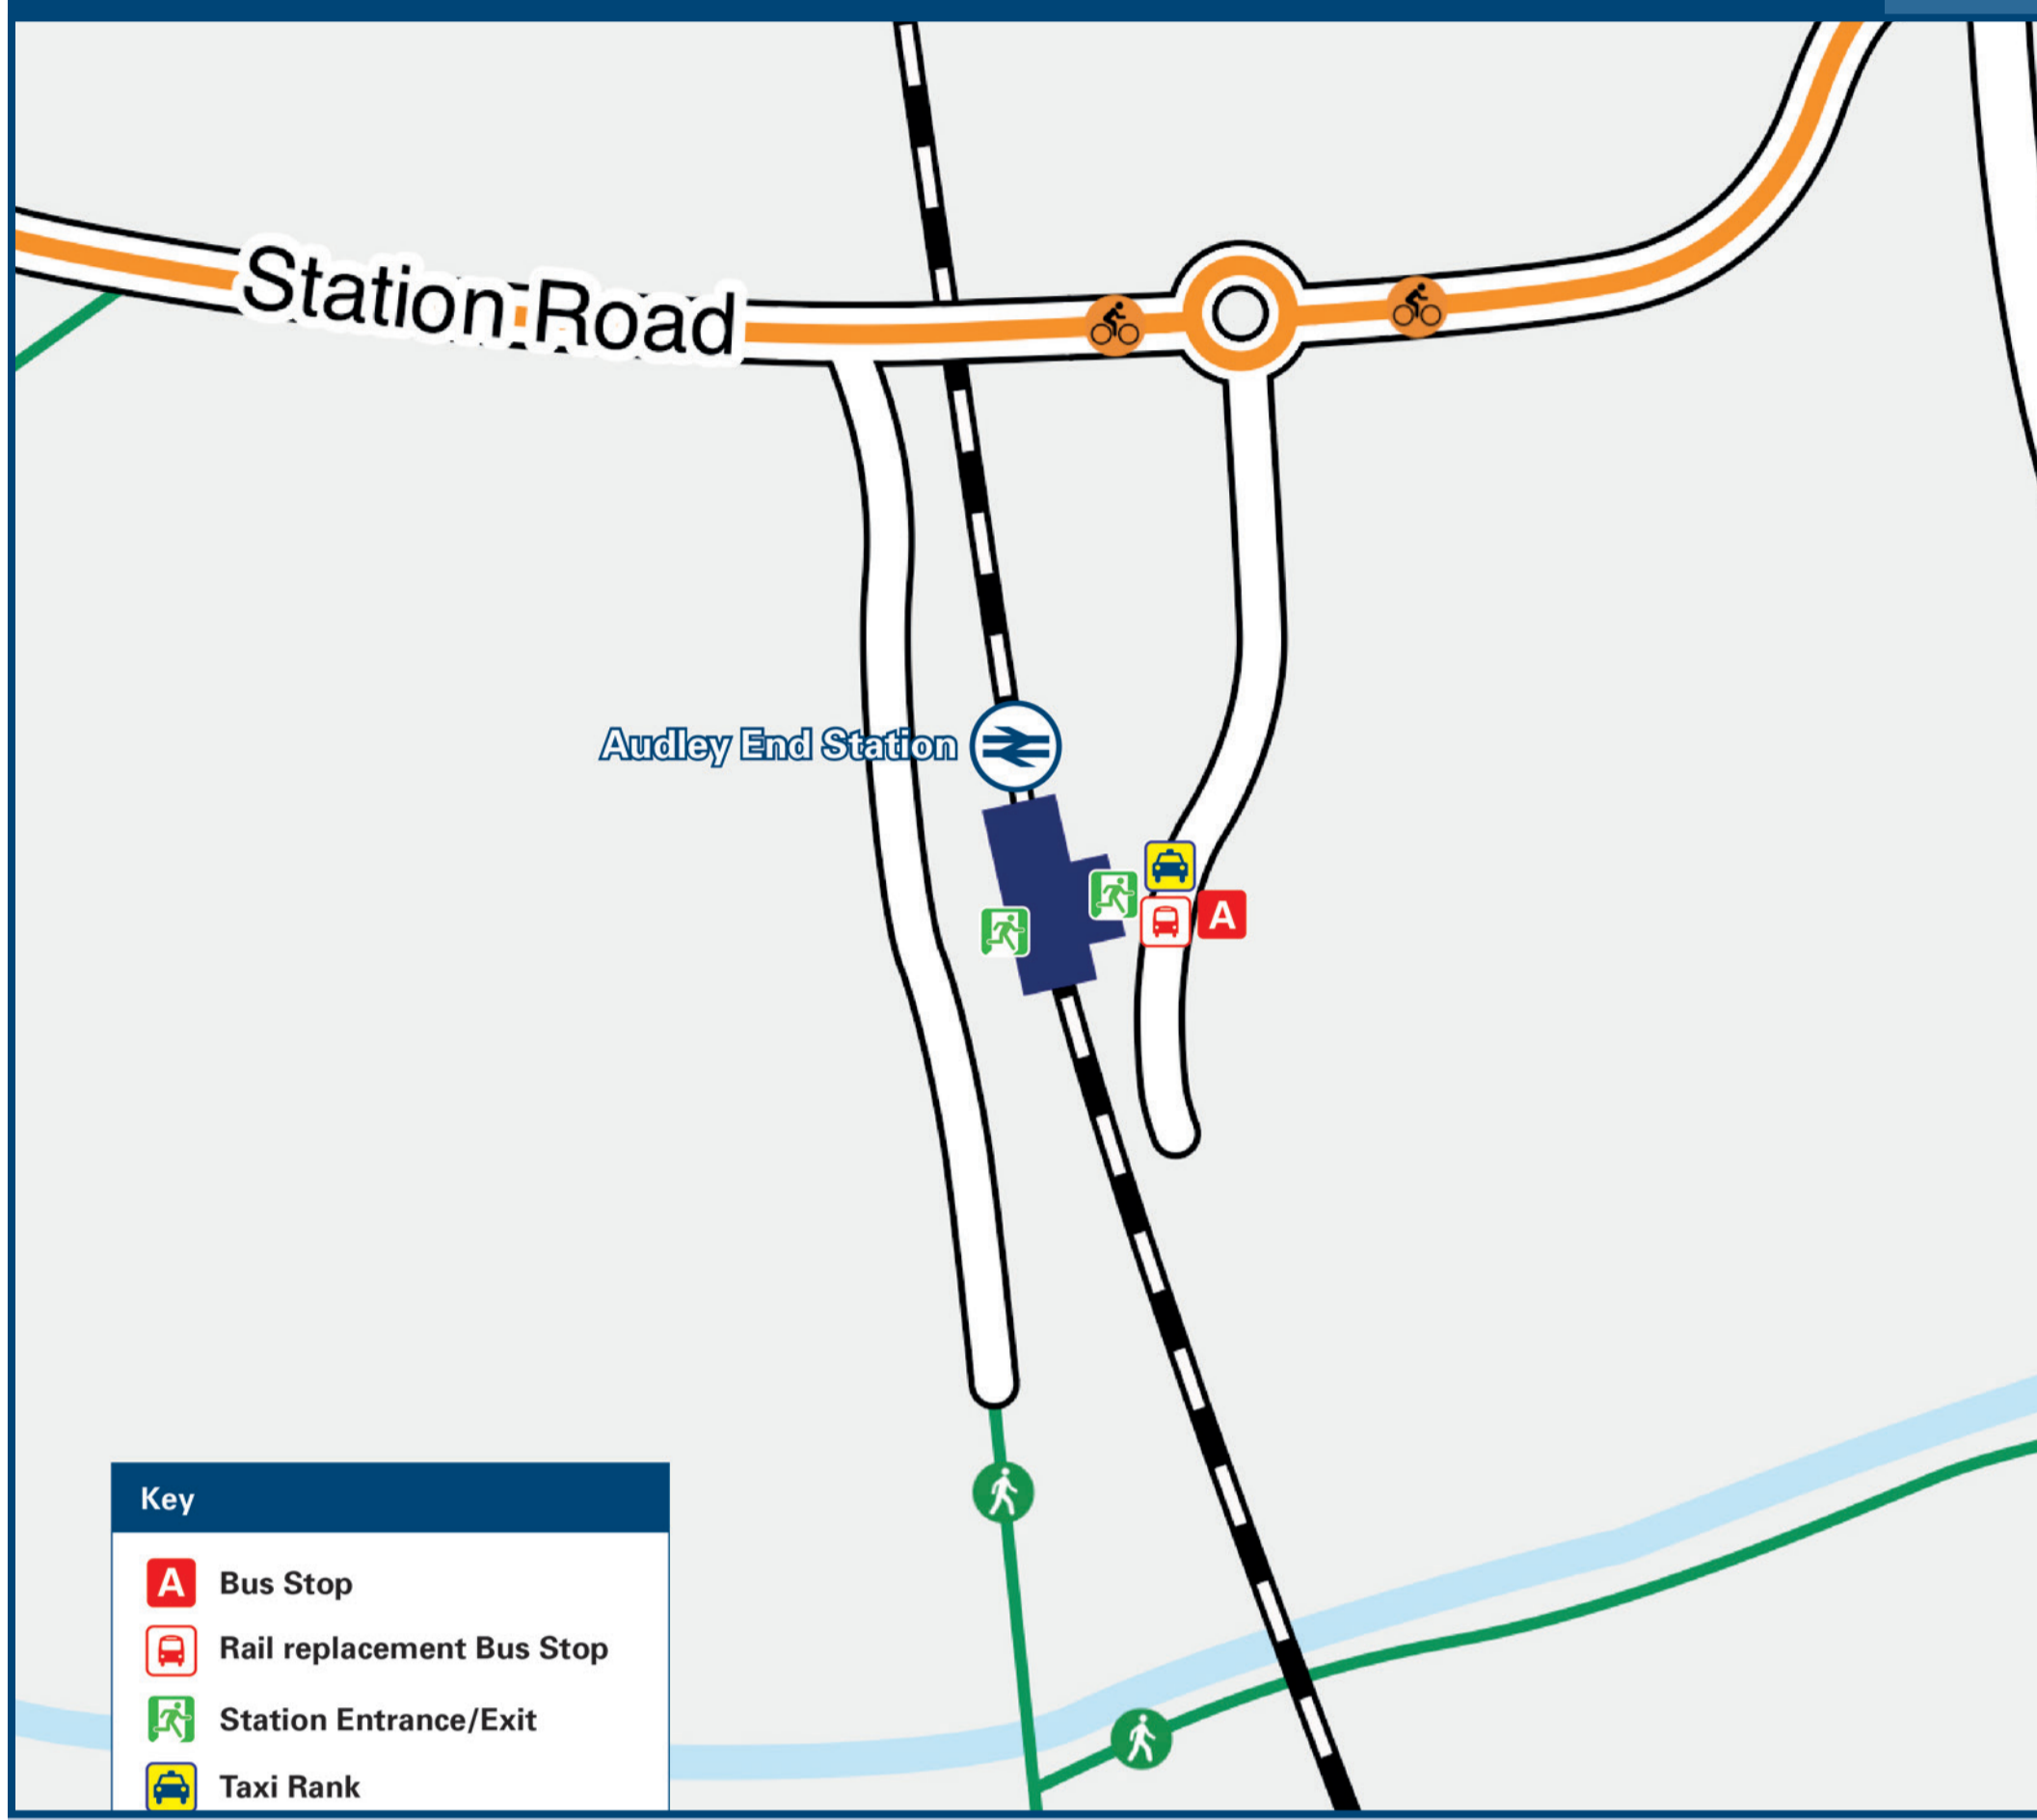 Station Road
Audley End Station
A
Key
A Bus Stop
Rail replacement Bus Stop
Station Entrance/Exit
Taxi Rank